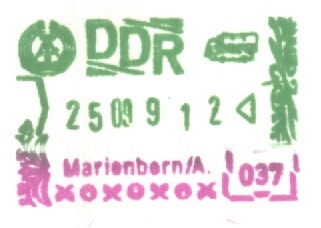 DDR
25 09 9 1 2
Marienborn/A. 037
XOXOXOX